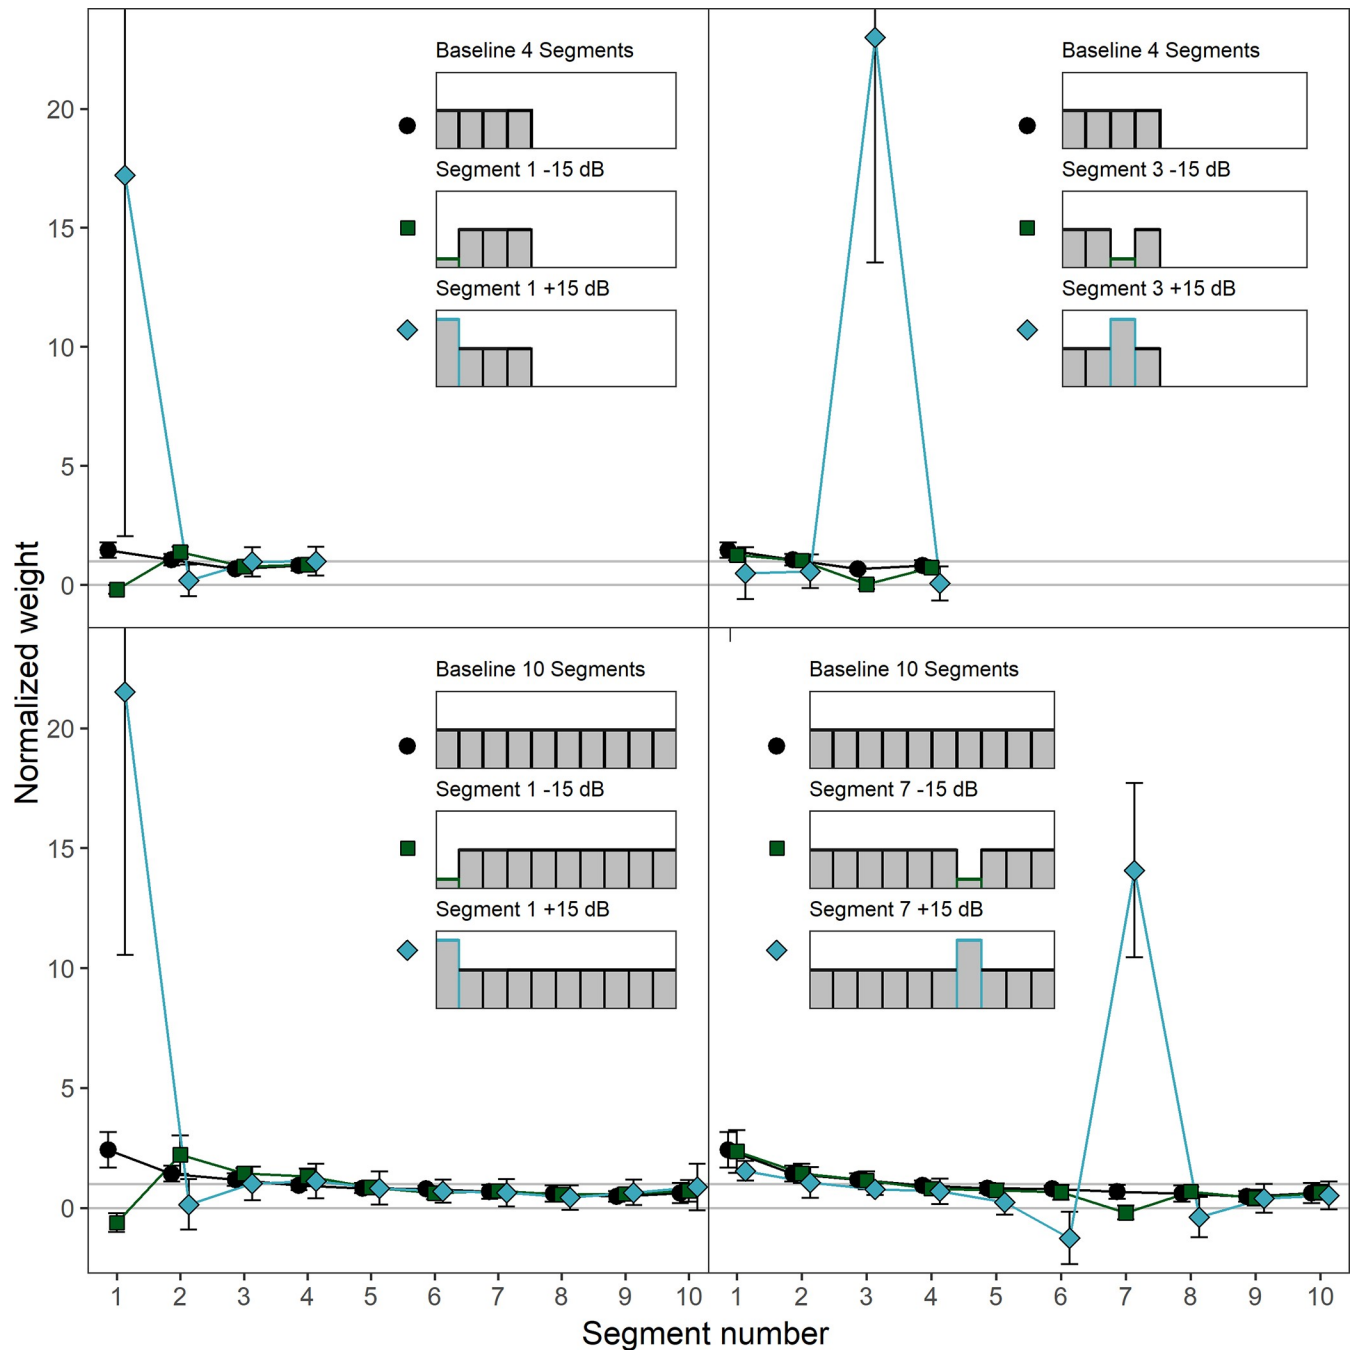 Baseline 4 Segments
Segment 1 -15 dB
Segment 1 +15 dB
Baseline 4 Segments
Segment 3 -15 dB
Segment 3 +15 dB
20
15
10
5
0
Normalized weight
Baseline 10 Segments
Segment 1 -15 dB
Segment 1 +15 dB
Baseline 10 Segments
Segment 7 -15 dB
Segment 7 +15 dB
20
15
10
5
0
1 2 3 4 5 6 7 8 9 10
1 2 3 4 5 6 7 8 9 10
Segment number